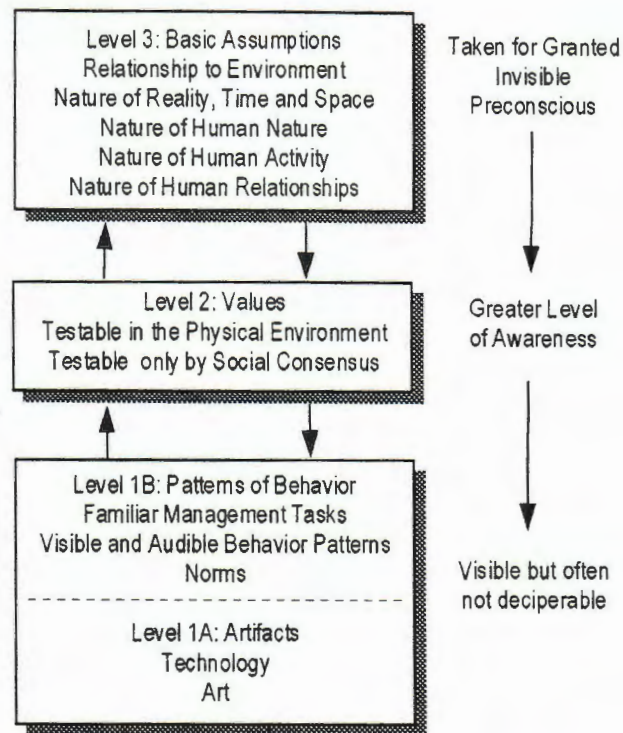 Level 3: Basic Assumptions
Relationship to Environment
Nature of Reality, Time and Space
Nature of Human Nature
Nature of Human Activity
Nature of Human Relationships
Taken for Granted
Invisible
Preconscious
Level 2: Values
Testable in the Physical Environment
Testable only by Social Consensus
Greater Level
of Awareness
Level 1B: Patterns of Behavior
Familiar Management Tasks
Visible and Audible Behavior Patterns
Norms
Level 1A: Artifacts
Technology
Art
Visible but often
not deciperable